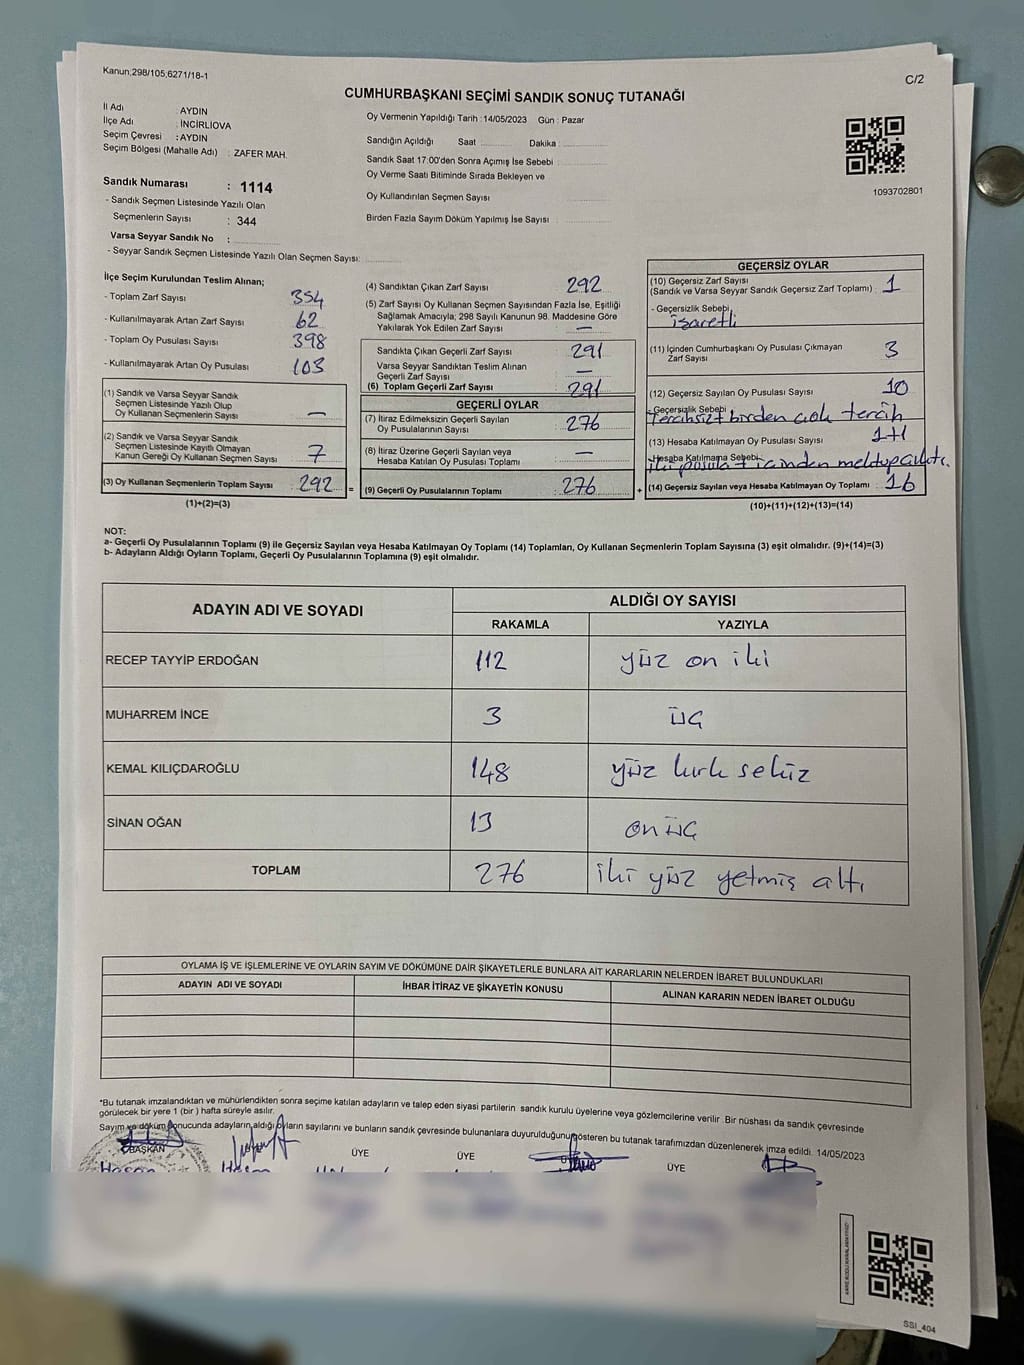 Kanun;298/105;6271/18-1
C/2
CUMHURBAŞKANI SEÇİMİ SANDIK SONUÇ TUTANAĞI
İl Adı : AYDIN
İlçe Adı : İNCİRLİOVA
Seçim Çevresi : AYDIN
Seçim Bölgesi (Mahalle Adı) : ZAFER MAH.
Sandık Numarası : 1114
- Sandık Seçmen Listesinde Yazılı Olan
Seçmenlerin Sayısı : 344
Varsa Seyyar Sandık No :
- Seyyar Sandık Seçmen Listesinde Yazılı Olan Seçmen Sayısı:
Oy Vermenin Yapıldığı Tarih :14/05/2023 Gün : Pazar
Sandığın Açıldığı Saat Dakika :
Sandık Saat 17:00'den Sonra Açımış İse Sebebi :
Oy Verme Saati Bitiminde Sırada Bekleyen ve
Oy Kullandırılan Seçmen Sayısı
Birden Fazla Sayım Döküm Yapılmış İse Sayısı :
1093702801
İlçe Seçim Kurulundan Teslim Alınan;
- Toplam Zarf Sayısı 354
- Kullanılmayarak Artan Zarf Sayısı 62
- Toplam Oy Pusulası Sayısı 398
- Kullanılmayarak Artan Oy Pusulası 103
(1) Sandık ve Varsa Seyyar Sandık
Seçmen Listesinde Yazılı Olup
Oy Kullanan Seçmenlerin Sayısı : —
(2) Sandık ve Varsa Seyyar Sandık
Seçmen Listesinde Kayıtlı Olmayan
Kanun Gereği Oy Kullanan Seçmen Sayısı : 7
(3) Oy Kullanan Seçmenlerin Toplam Sayısı : 292 =
(1)+(2)=(3)
(4) Sandıktan Çıkan Zarf Sayısı 292
(5) Zarf Sayısı Oy Kullanan Seçmen Sayısından Fazla İse, Eşitliği
Sağlamak Amacıyla; 298 Sayılı Kanunun 98. Maddesine Göre
Yakılarak Yok Edilen Zarf Sayısı : —
Sandıkta Çıkan Geçerli Zarf Sayısı : 291
Varsa Seyyar Sandıktan Teslim Alınan
Geçerli Zarf Sayısı : —
(6) Toplam Geçerli Zarf Sayısı : 291
GEÇERLİ OYLAR
(7) İtiraz Edilmeksizin Geçerli Sayılan
Oy Pusulalarının Sayısı : 276
(8) İtiraz Üzerine Geçerli Sayılan veya
Hesaba Katılan Oy Pusulası Toplamı : —
(9) Geçerli Oy Pusulalarının Toplamı : 276 +
GEÇERSİZ OYLAR
(10) Geçersiz Zarf Sayısı
(Sandık ve Varsa Seyyar Sandık Geçersiz Zarf Toplamı) : 1
- Geçersizlik Sebebi
işaretli
(11) İçinden Cumhurbaşkanı Oy Pusulası Çıkmayan
Zarf Sayısı 3
(12) Geçersiz Sayılan Oy Pusulası Sayısı : 10
- Geçersizlik Sebebi
tercihsiz + birden çok tercih
(13) Hesaba Katılmayan Oy Pusulası Sayısı : 1+1
- Hesaba Katılmama Sebebi
iki pusula + içinden mektup çıktı.
(14) Geçersiz Sayılan veya Hesaba Katılmayan Oy Toplamı : 16
(10)+(11)+(12)+(13)=(14)
NOT:
a- Geçerli Oy Pusulalarının Toplamı (9) ile Geçersiz Sayılan veya Hesaba Katılmayan Oy Toplamı (14) Toplamları, Oy Kullanan Seçmenlerin Toplam Sayısına (3) eşit olmalıdır. (9)+(14)=(3)
b- Adayların Aldığı Oyların Toplamı, Geçerli Oy Pusulalarının Toplamına (9) eşit olmalıdır.
ADAYIN ADI VE SOYADI ALDIĞI OY SAYISI
RAKAMLA YAZIYLA
RECEP TAYYİP ERDOĞAN 112 yüz on iki
MUHARREM İNCE 3 üç
KEMAL KILIÇDAROĞLU 148 yüz kırk sekiz
SİNAN OĞAN 13 on üç
TOPLAM 276 iki yüz yetmiş altı
OYLAMA İŞ VE İŞLEMLERİNE VE OYLARIN SAYIM VE DÖKÜMÜNE DAİR ŞİKAYETLERLE BUNLARA AİT KARARLARIN NELERDEN İBARET BULUNDUKLARI
ADAYIN ADI VE SOYADI İHBAR İTİRAZ VE ŞİKAYETİN KONUSU ALINAN KARARIN NEDEN İBARET OLDUĞU
*Bu tutanak imzalandıktan ve mühürlendikten sonra seçime katılan adayların ve talep eden siyasi partilerin sandık kurulu üyelerine veya gözlemcilerine verilir. Bir nüshası da sandık çevresinde
görülecek bir yere 1 (bir ) hafta süreyle asılır.
Sayım ve döküm sonucunda adayların aldığı oyların sayılarını ve bunların sandık çevresinde bulunanlara duyurulduğunu gösteren bu tutanak tarafımızdan düzenlenerek imza edildi. 14/05/2023
BAŞKAN ÜYE ÜYE ÜYE
Hasan
SSI_404